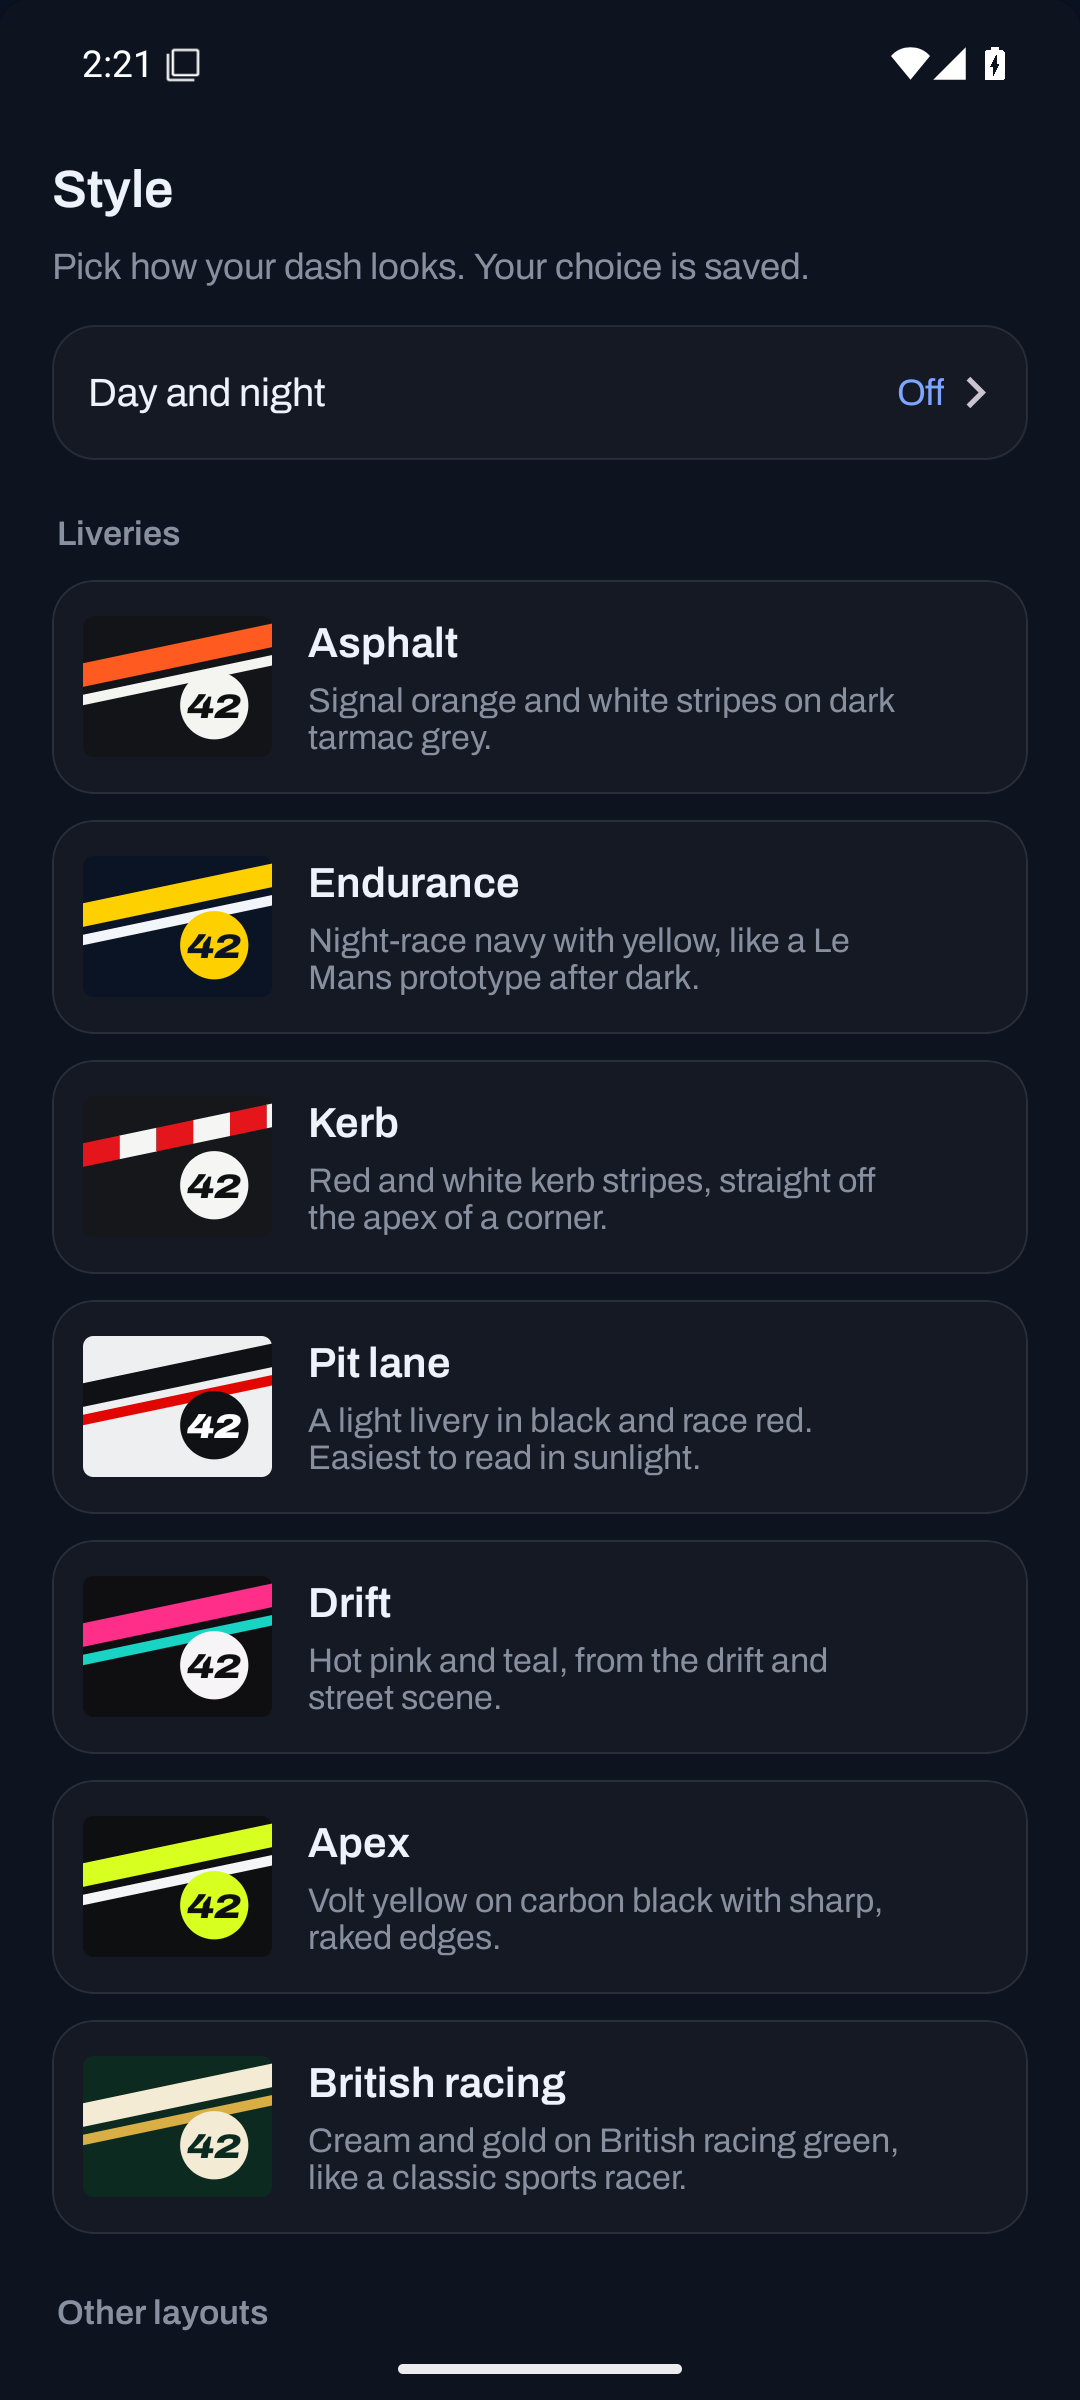 2:21
Style
Pick how your dash looks. Your choice is saved.
Day and night
Off
Liveries
42
Asphalt
Signal orange and white stripes on dark
tarmac grey.
42
Endurance
Night-race navy with yellow, like a Le
Mans prototype after dark.
42
Kerb
Red and white kerb stripes, straight off
the apex of a corner.
42
Pit lane
A light livery in black and race red.
Easiest to read in sunlight.
42
Drift
Hot pink and teal, from the drift and
street scene.
42
Apex
Volt yellow on carbon black with sharp,
raked edges.
42
British racing
Cream and gold on British racing green,
like a classic sports racer.
Other layouts